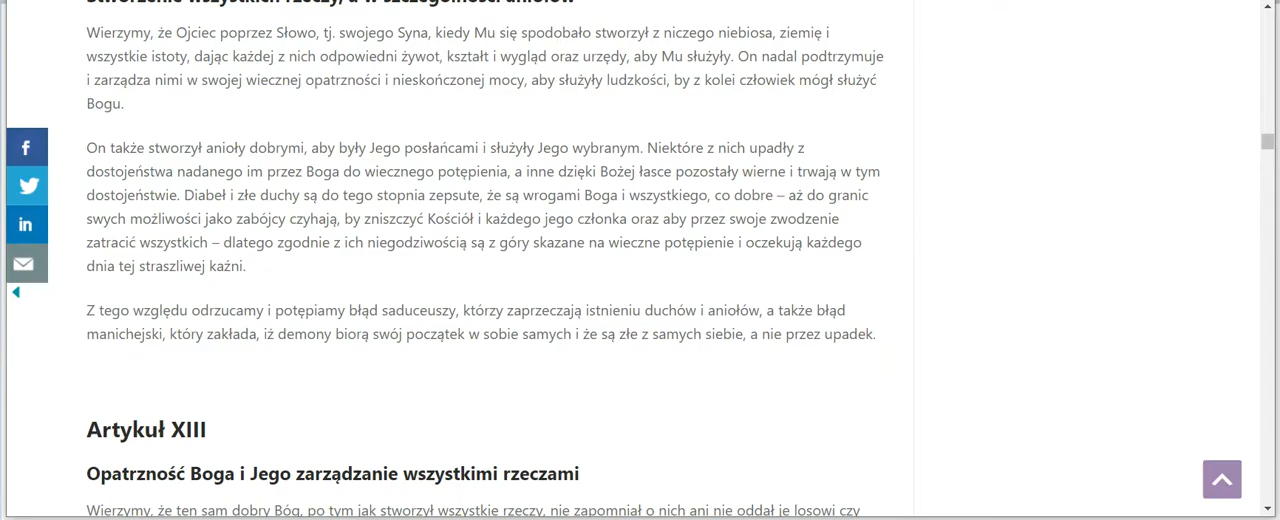 Stworzenie wszystkich rzeczy, a w szczególności aniołów
Wierzymy, że Ojciec poprzez Słowo, tj. swojego Syna, kiedy Mu się spodobało stworzył z niczego niebiosa, ziemię i
wszystkie istoty, dając każdej z nich odpowiedni żywot, kształt i wygląd oraz urzędy, aby Mu służyły. On nadal podtrzymuje
i zarządza nimi w swojej wiecznej opatrzności i nieskończonej mocy, aby służyły ludzkości, by z kolei człowiek mógł służyć
Bogu.
On także stworzył anioły dobrymi, aby były Jego posłańcami i służyły Jego wybranym. Niektóre z nich upadły z
dostojeństwa nadanego im przez Boga do wiecznego potępienia, a inne dzięki Bożej łasce pozostały wierne i trwają w tym
dostojeństwie. Diabeł i złe duchy są do tego stopnia zepsute, że są wrogami Boga i wszystkiego, co dobre – aż do granic
swych możliwości jako zabójcy czyhają, by zniszczyć Kościół i każdego jego członka oraz aby przez swoje zwodzenie
zatracić wszystkich – dlatego zgodnie z ich niegodziwością są z góry skazane na wieczne potępienie i oczekują każdego
dnia tej straszliwej kaźni.
Z tego względu odrzucamy i potępiamy błąd saduceuszy, którzy zaprzeczają istnieniu duchów i aniołów, a także błąd
manichejski, który zakłada, iż demony biorą swój początek w sobie samych i że są złe z samych siebie, a nie przez upadek.
Artykuł XIII
Opatrzność Boga i Jego zarządzanie wszystkimi rzeczami
Wierzymy, że ten sam dobry Bóg, po tym jak stworzył wszystkie rzeczy, nie zapomniał o nich ani nie oddał je losowi czy